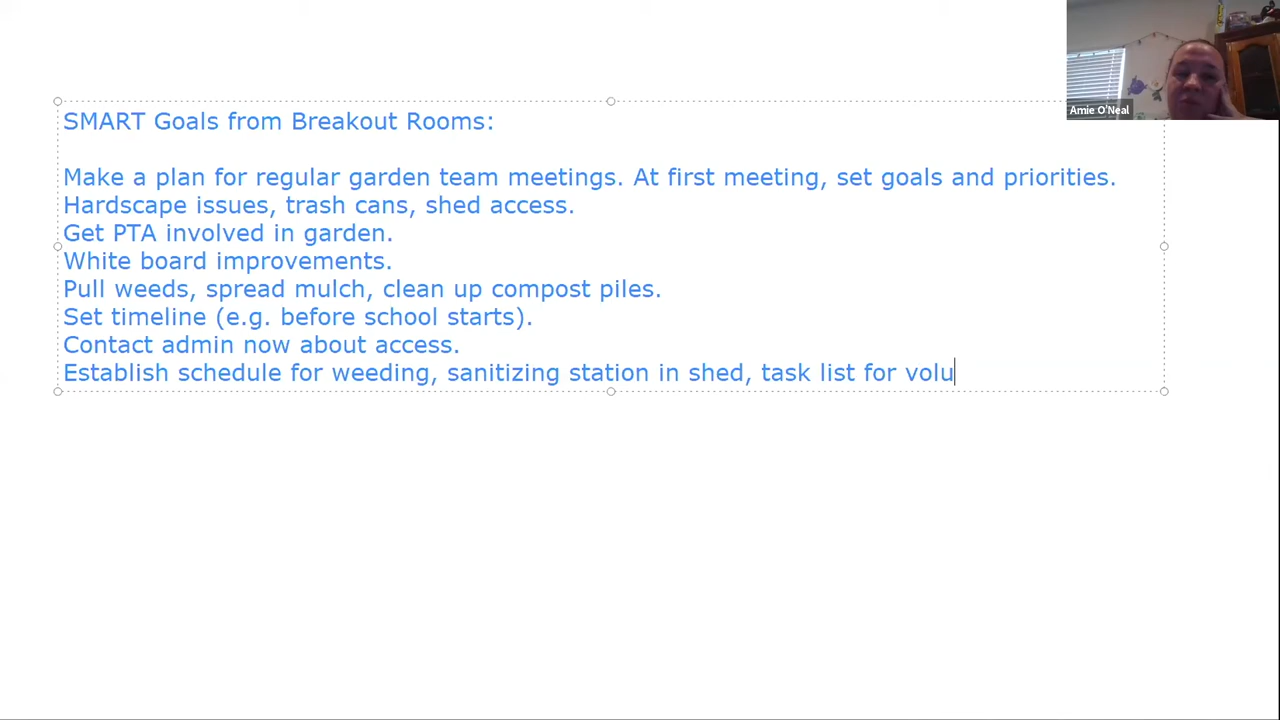 SMART Goals from Breakout Rooms:
Make a plan for regular garden team meetings. At first meeting, set goals and priorities.
Hardscape issues, trash cans, shed access.
Get PTA involved in garden.
White board improvements.
Pull weeds, spread mulch, clean up compost piles.
Set timeline (e.g. before school starts).
Contact admin now about access.
Establish schedule for weeding, sanitizing station in shed, task list for volu
Amie O'Neal